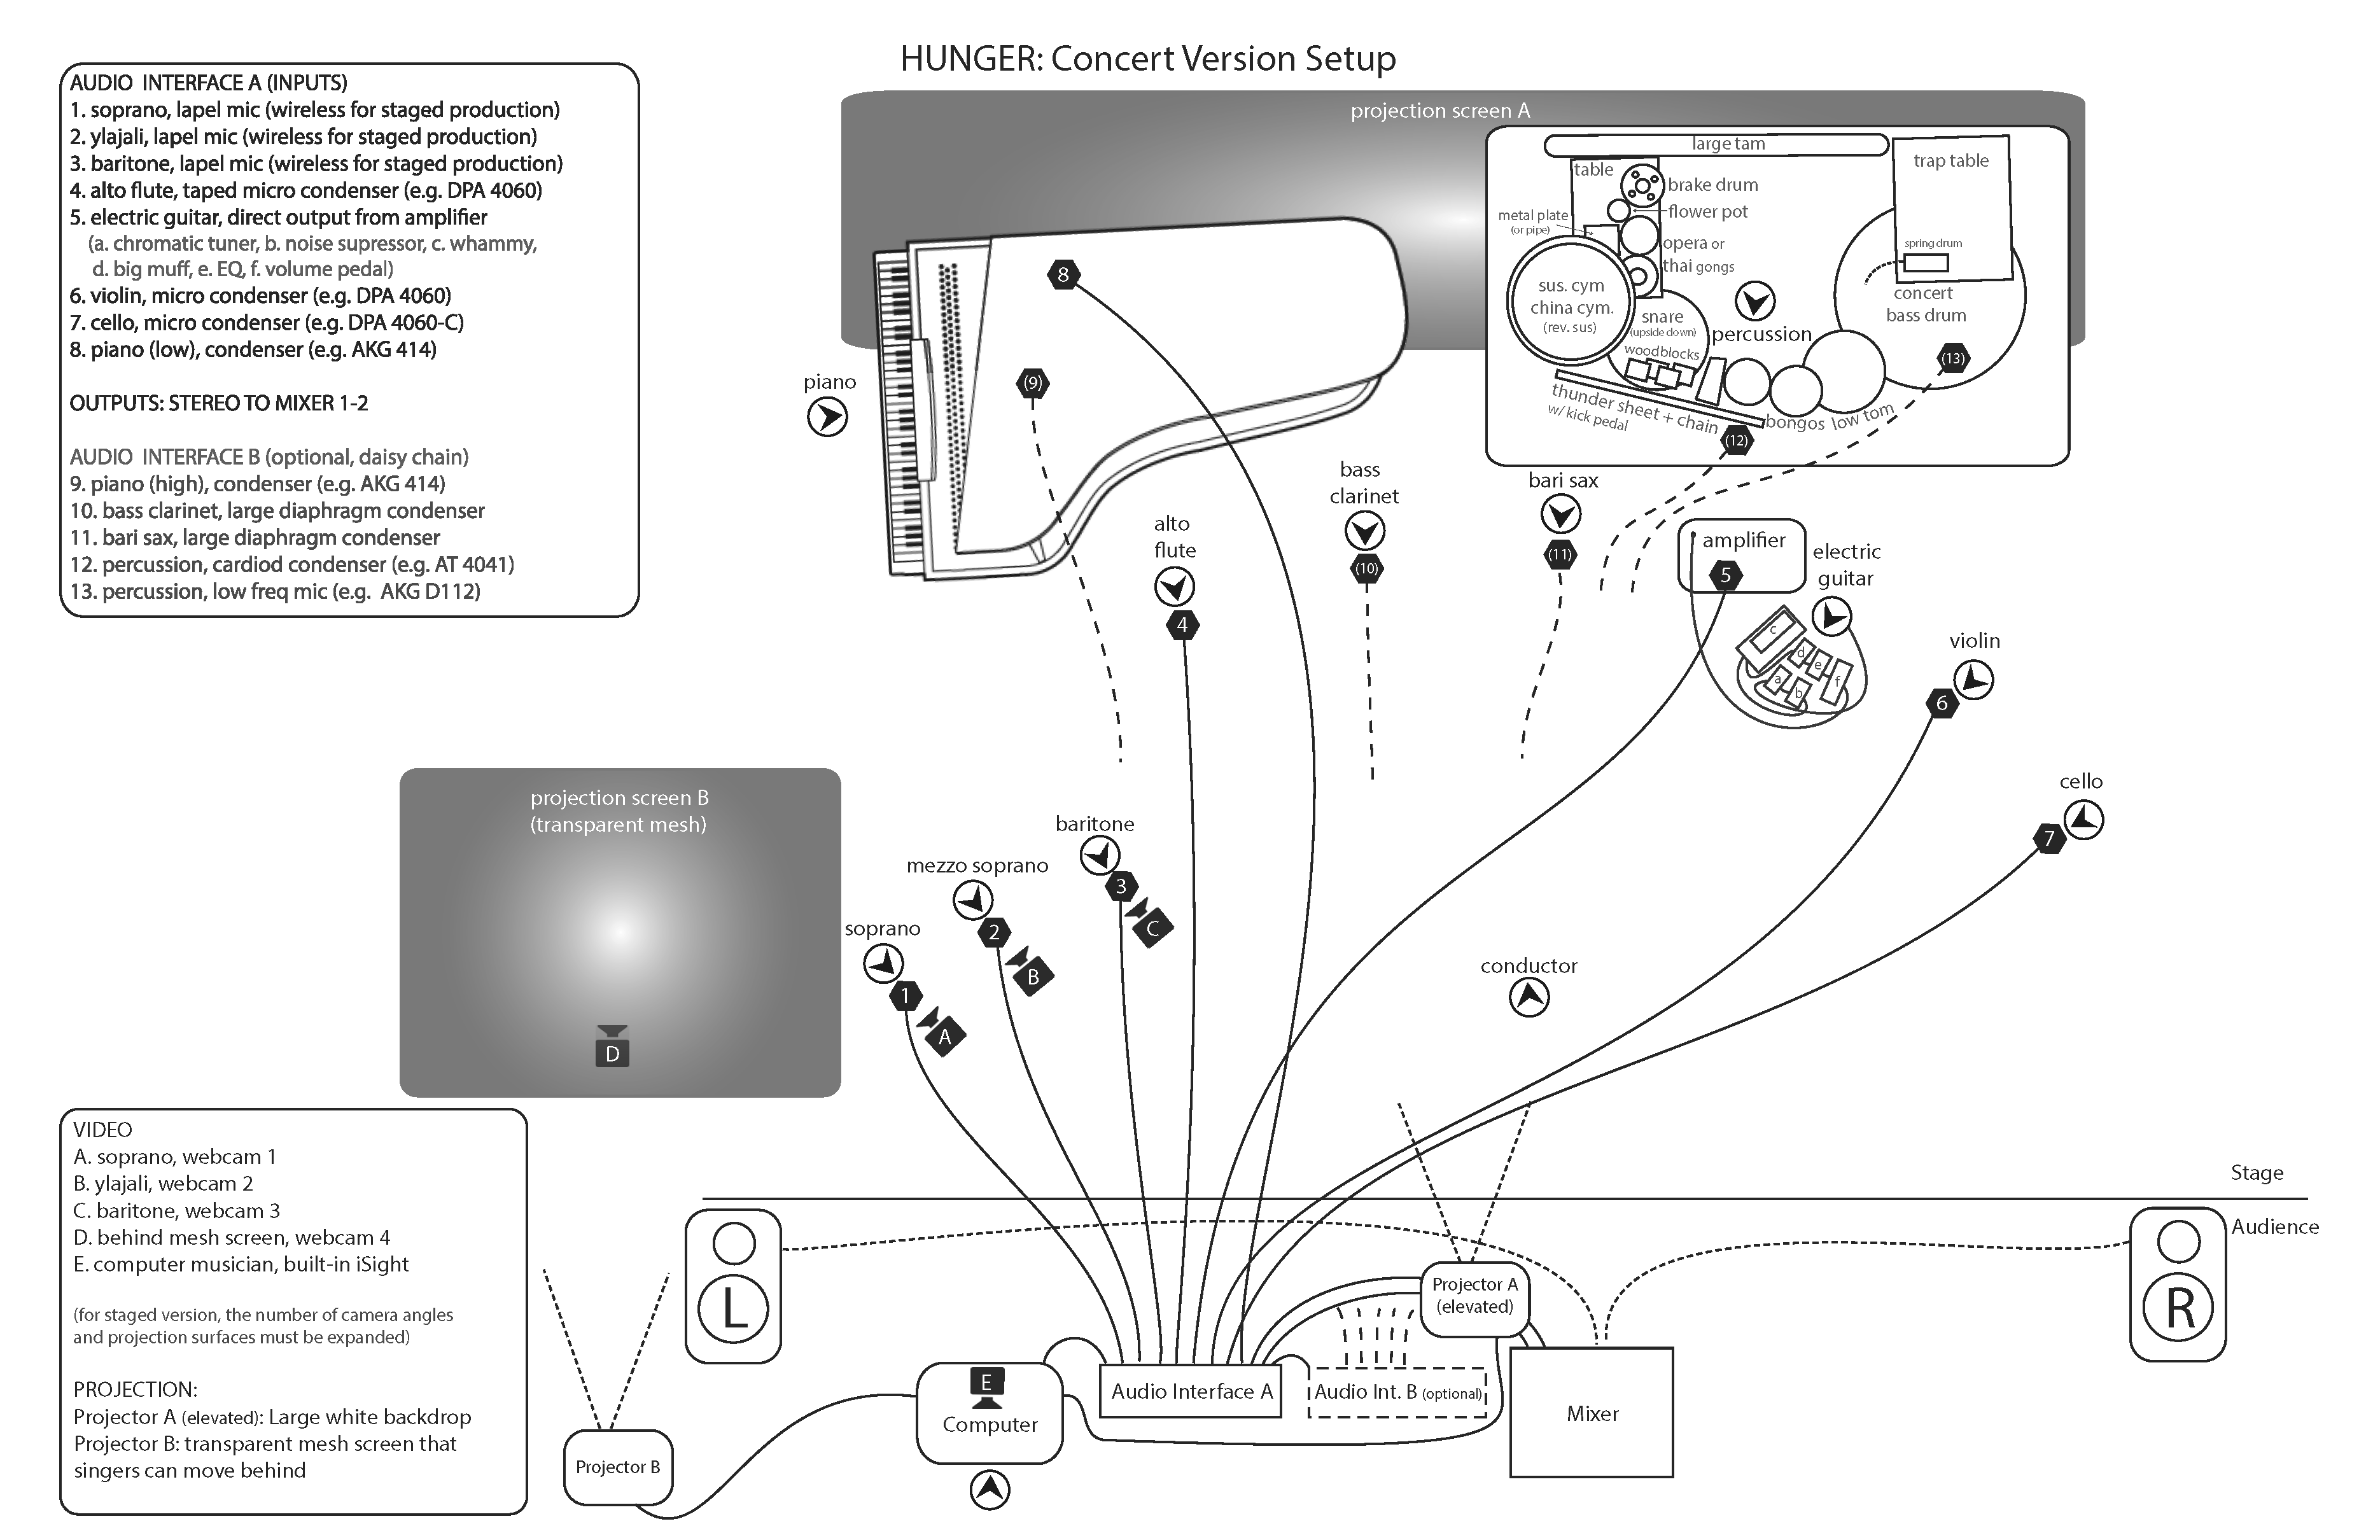 HUNGER: Concert Version Setup
AUDIO INTERFACE A (INPUTS)
1. soprano, lapel mic (wireless for staged production)
2. ylajali, lapel mic (wireless for staged production)
3. baritone, lapel mic (wireless for staged production)
4. alto flute, taped micro condenser (e.g. DPA 4060)
5. electric guitar, direct output from amplifier
(a. chromatic tuner, b. noise supressor, c. whammy,
d. big muff, e. EQ, f. volume pedal)
6. violin, micro condenser (e.g. DPA 4060)
7. cello, micro condenser (e.g. DPA 4060-C)
8. piano (low), condenser (e.g. AKG 414)
OUTPUTS: STEREO TO MIXER 1-2
AUDIO INTERFACE B (optional, daisy chain)
9. piano (high), condenser (e.g. AKG 414)
10. bass clarinet, large diaphragm condenser
11. bari sax, large diaphragm condenser
12. percussion, cardiod condenser (e.g. AT 4041)
13. percussion, low freq mic (e.g. AKG D112)
projection screen A
large tam
table
trap table
brake drum
flower pot
metal plate
(or pipe)
opera or
thai gongs
spring drum
sus. cym
china cym.
(rev. sus)
snare
(upside down)
woodblocks
percussion
concert
bass drum
(13)
thunder sheet + chain
w/ kick pedal
(12)
bongos
low tom
8
(9)
piano
bass
clarinet
(10)
bari sax
(11)
alto
flute
4
amplifier
5
electric
guitar
c
d
e
a
b
f
violin
6
cello
7
projection screen B
(transparent mesh)
D
baritone
3
C
mezzo soprano
2
B
soprano
1
A
conductor
VIDEO
A. soprano, webcam 1
B. ylajali, webcam 2
C. baritone, webcam 3
D. behind mesh screen, webcam 4
E. computer musician, built-in iSight
(for staged version, the number of camera angles
and projection surfaces must be expanded)
PROJECTION:
Projector A (elevated): Large white backdrop
Projector B: transparent mesh screen that
singers can move behind
Stage
Audience
L
R
Projector A
(elevated)
E
Computer
Audio Interface A
Audio Int. B (optional)
Mixer
Projector B